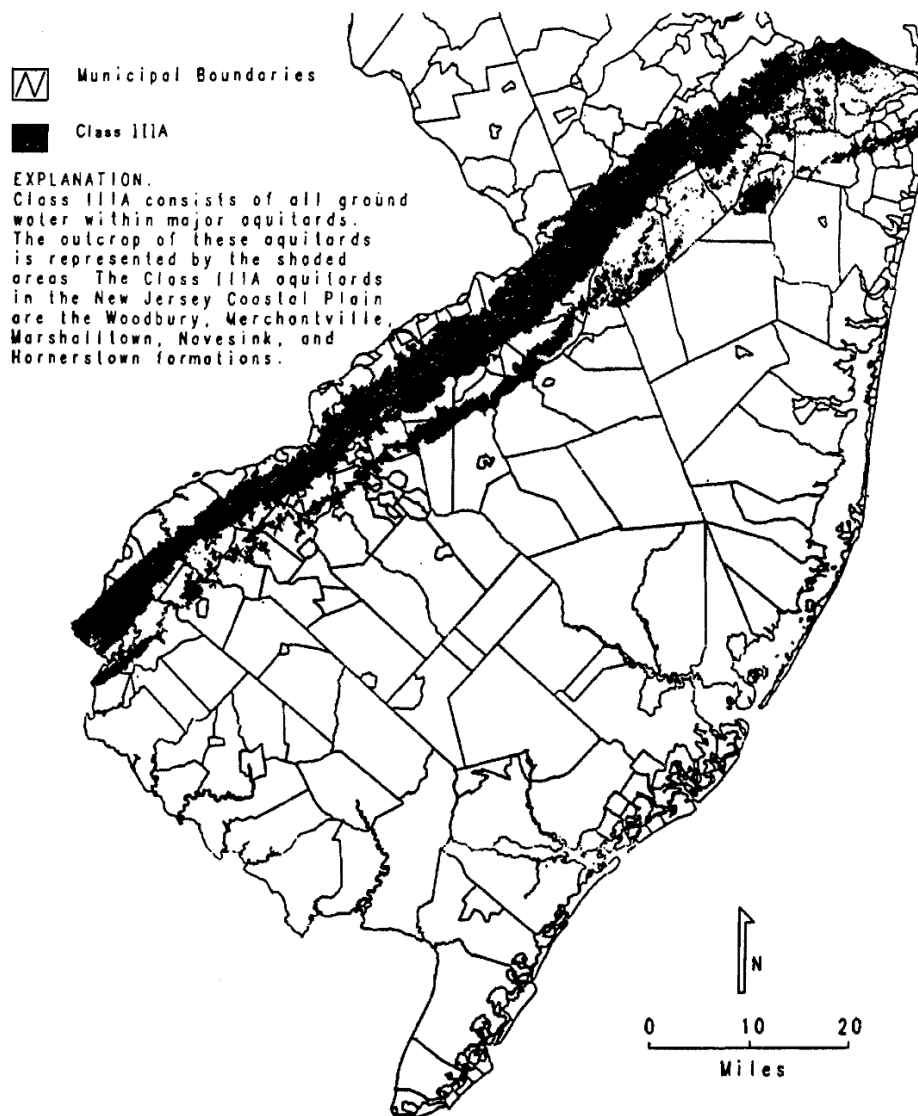 Municipal Boundaries
Class IIIA
EXPLANATION.
Class IIIA consists of all ground
water within major aquitards.
The outcrop of these aquitards
is represented by the shaded
areas The Class IIIA aquitards
in the New Jersey Coastal Plain
are the Woodbury, Merchantville,
Marshalltown, Navesink, and
Hornerstown formations.
N
0 10 20
Miles